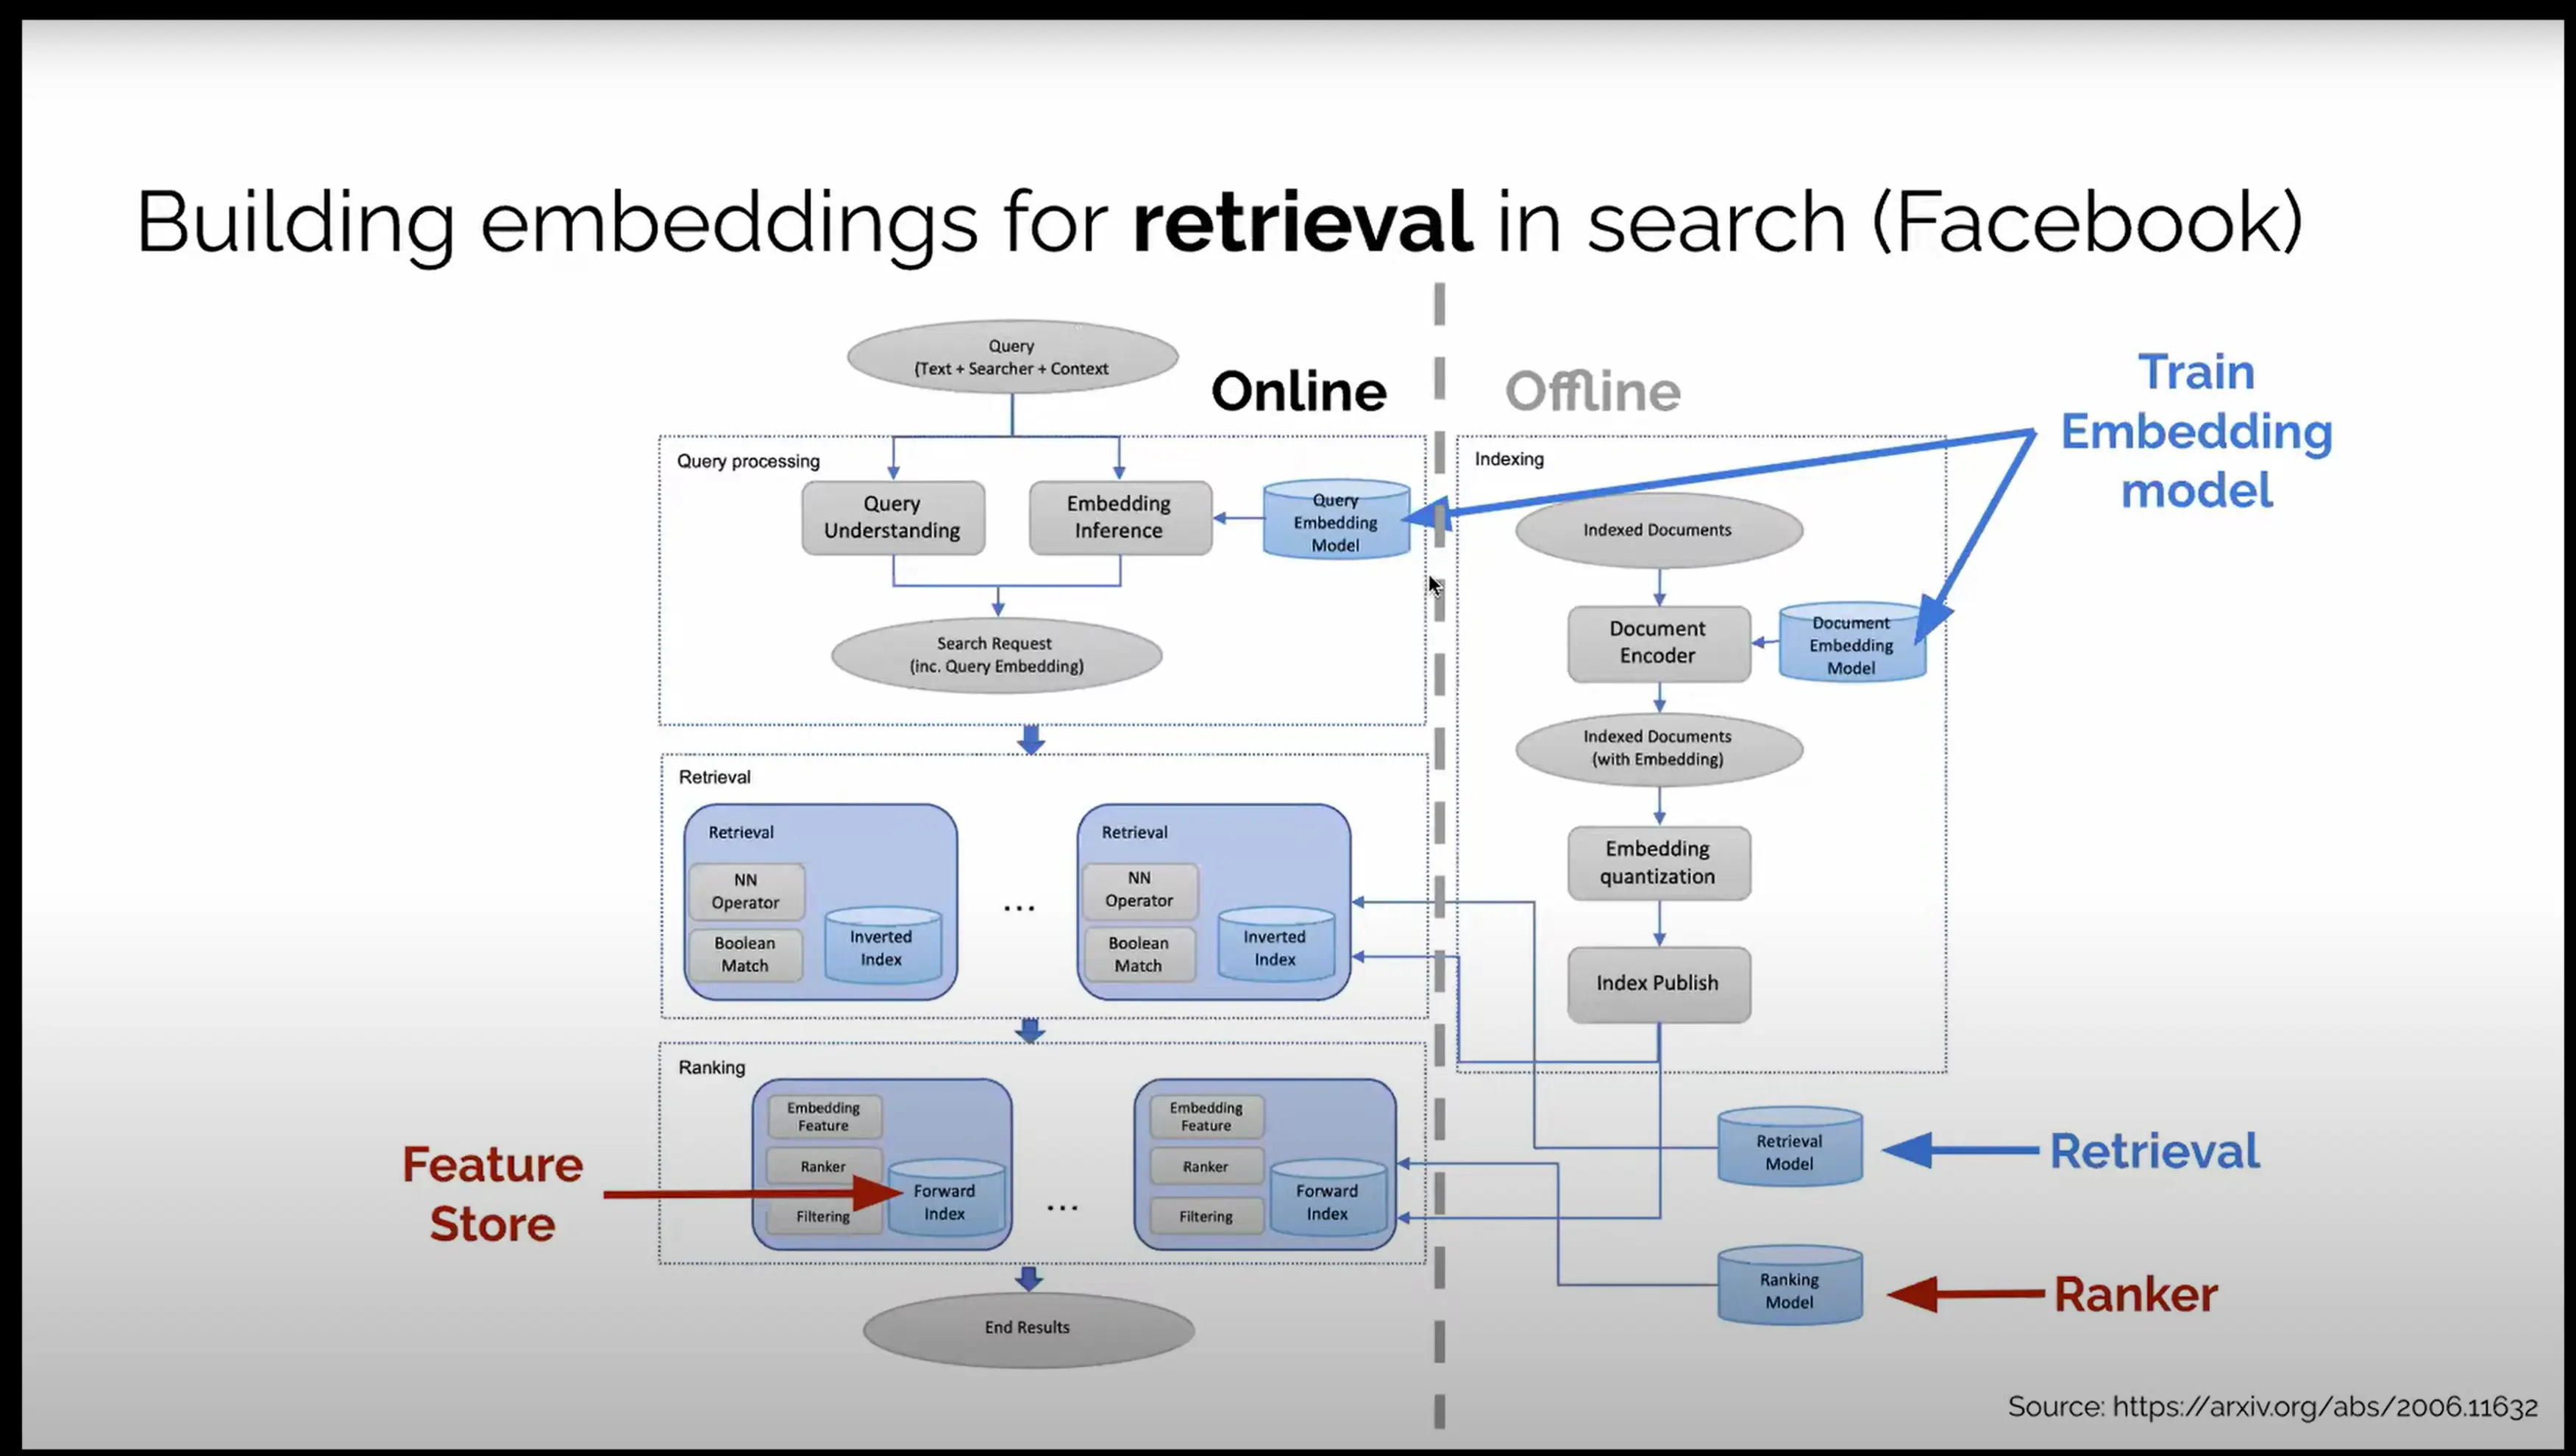 Building embeddings for retrieval in search (Facebook)
Query
(Text + Searcher + Context
Online
Offline
Train
Embedding
model
Query processing
Query
Understanding
Embedding
Inference
Query
Embedding
Model
Search Request
(inc. Query Embedding)
Indexing
Indexed Documents
Document
Encoder
Document
Embedding
Model
Indexed Documents
(with Embedding)
Embedding
quantization
Index Publish
Retrieval
Retrieval
NN
Operator
Boolean
Match
Inverted
Index
...
Retrieval
NN
Operator
Boolean
Match
Inverted
Index
Ranking
Embedding
Feature
Ranker
Filtering
Forward
Index
...
Embedding
Feature
Ranker
Filtering
Forward
Index
Feature
Store
Retrieval
Model
Retrieval
Ranking
Model
Ranker
End Results
Source: https://arxiv.org/abs/2006.11632